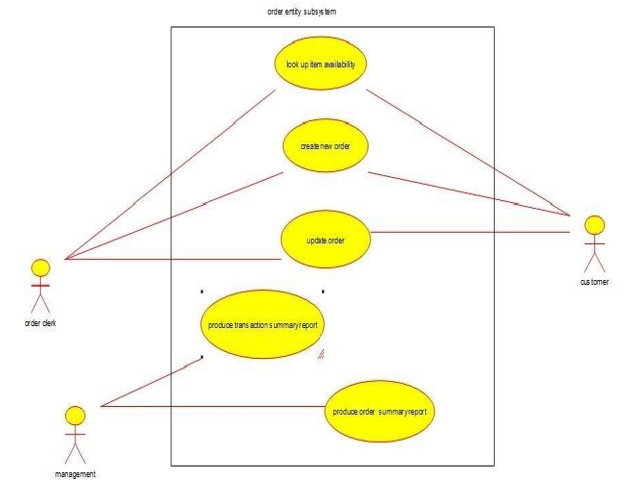 order entity subsystem
look up item availability
create new order
update order
customer
order clerk
produce transaction summary report
produce order summary report
management